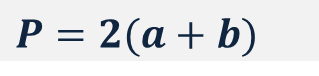 P = 2(a + b)